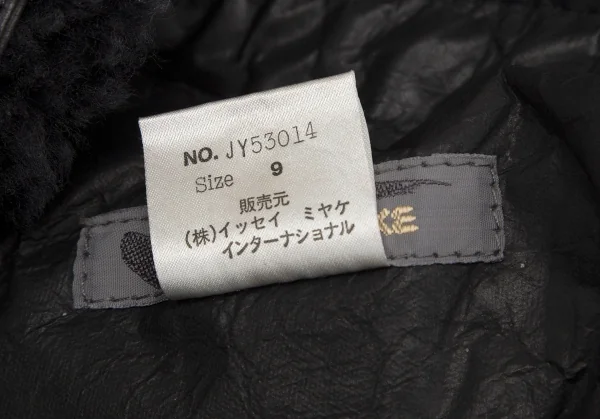 NO. JY53014
Size 9
販売元
(株)イッセイ ミヤケ
インターナショナル
KE